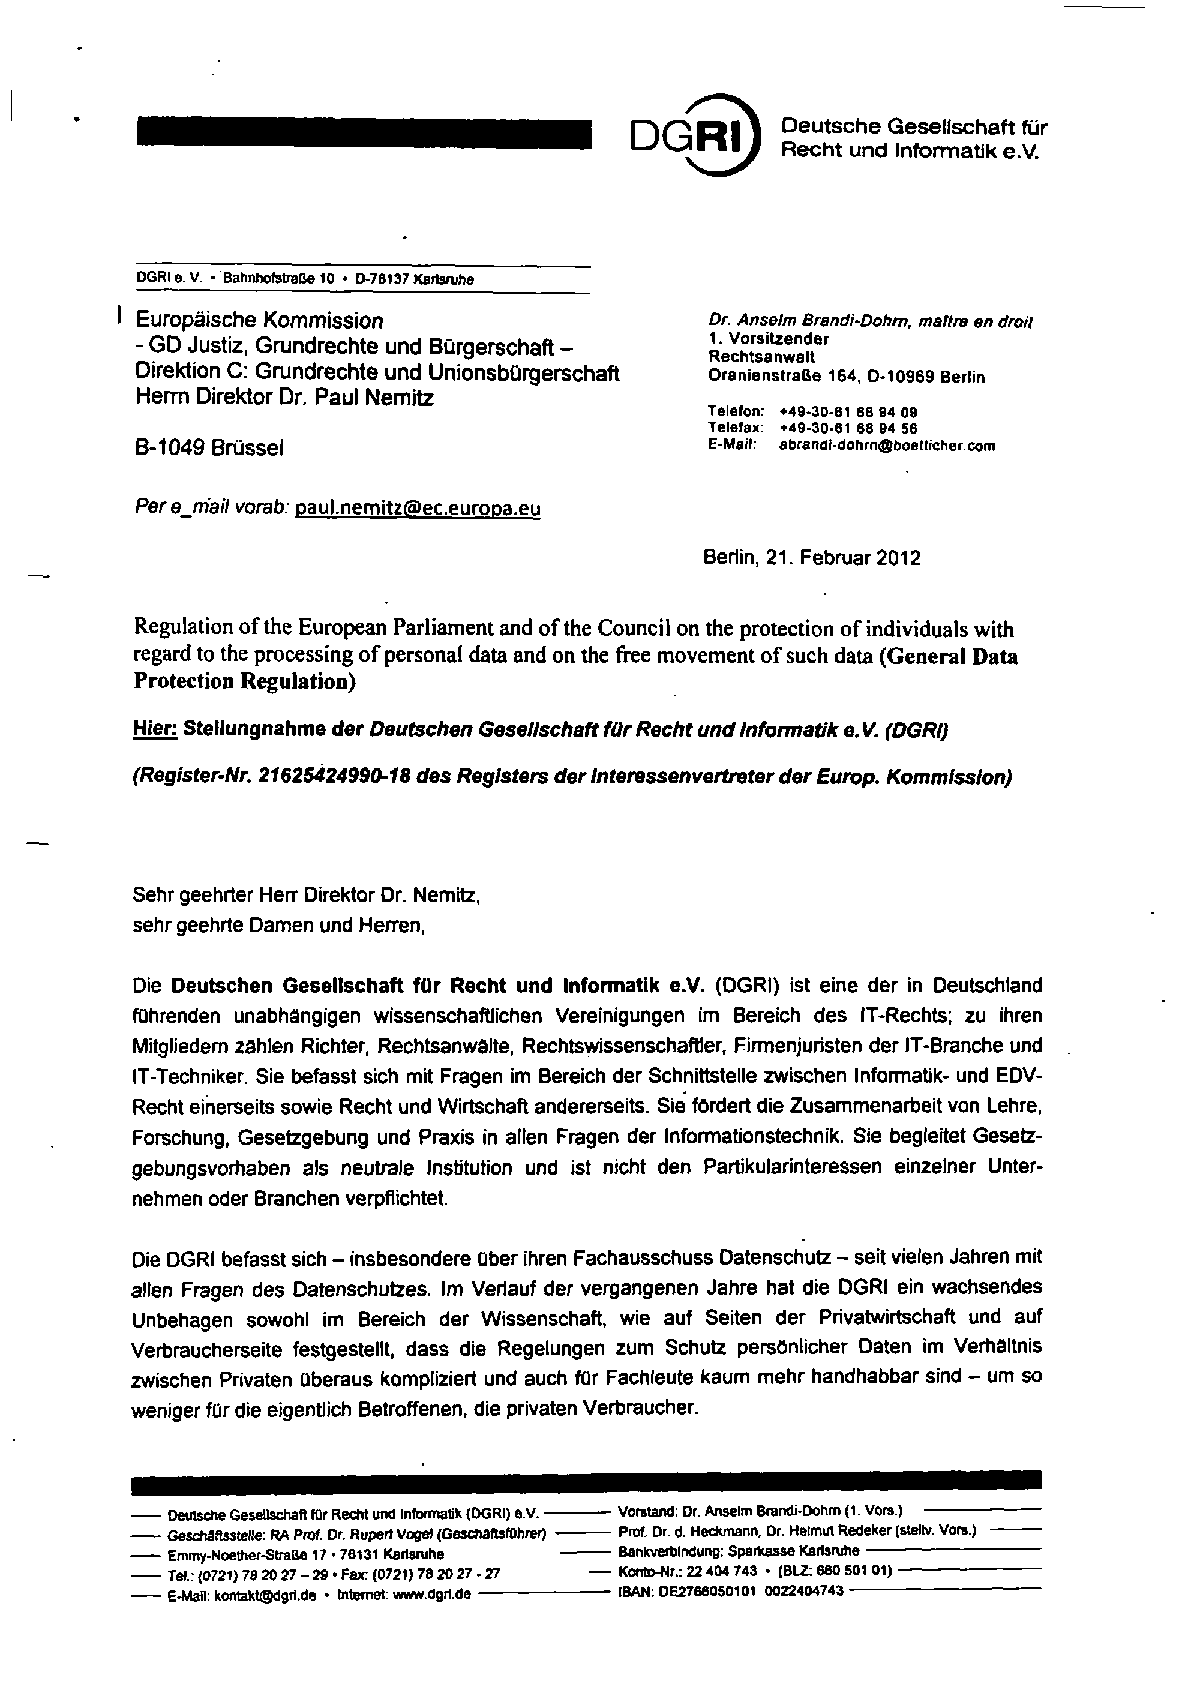 DGRI Deutsche Gesellschaft für
Recht und Informatik e.V.
DGRI e. V. • Bahnhofstraße 10 • D-76137 Karlsruhe
Europäische Kommission
- GD Justiz, Grundrechte und Bürgerschaft –
Direktion C: Grundrechte und Unionsbürgerschaft
Herrn Direktor Dr. Paul Nemitz
B-1049 Brüssel
Per e_mail vorab: paul.nemitz@ec.europa.eu
Dr. Anselm Brandi-Dohrn, maître en droit
1. Vorsitzender
Rechtsanwalt
Oranienstraße 164, D-10969 Berlin
Telefon: +49-30-61 68 94 09
Telefax: +49-30-61 68 94 56
E-Mail: abrandi-dohrn@boetticher.com
Berlin, 21. Februar 2012
Regulation of the European Parliament and of the Council on the protection of individuals with
regard to the processing of personal data and on the free movement of such data (General Data
Protection Regulation)
Hier: Stellungnahme der Deutschen Gesellschaft für Recht und Informatik e.V. (DGRI)
(Register-Nr. 21625424990-18 des Registers der Interessenvertreter der Europ. Kommission)
Sehr geehrter Herr Direktor Dr. Nemitz,
sehr geehrte Damen und Herren,
Die Deutschen Gesellschaft für Recht und Informatik e.V. (DGRI) ist eine der in Deutschland
führenden unabhängigen wissenschaftlichen Vereinigungen im Bereich des IT-Rechts; zu ihren
Mitgliedern zählen Richter, Rechtsanwälte, Rechtswissenschaftler, Firmenjuristen der IT-Branche und
IT-Techniker. Sie befasst sich mit Fragen im Bereich der Schnittstelle zwischen Informatik- und EDV-
Recht einerseits sowie Recht und Wirtschaft andererseits. Sie fördert die Zusammenarbeit von Lehre,
Forschung, Gesetzgebung und Praxis in allen Fragen der Informationstechnik. Sie begleitet Gesetz-
gebungsvorhaben als neutrale Institution und ist nicht den Partikularinteressen einzelner Unter-
nehmen oder Branchen verpflichtet.
Die DGRI befasst sich – insbesondere über ihren Fachausschuss Datenschutz – seit vielen Jahren mit
allen Fragen des Datenschutzes. Im Verlauf der vergangenen Jahre hat die DGRI ein wachsendes
Unbehagen sowohl im Bereich der Wissenschaft, wie auf Seiten der Privatwirtschaft und auf
Verbraucherseite festgestellt, dass die Regelungen zum Schutz persönlicher Daten im Verhältnis
zwischen Privaten überaus kompliziert und auch für Fachleute kaum mehr handhabbar sind – um so
weniger für die eigentlich Betroffenen, die privaten Verbraucher.
Deutsche Gesellschaft für Recht und Informatik (DGRI) e.V.
Geschäftsstelle: RA Prof. Dr. Rupert Vogel (Geschäftsführer)
Emmy-Noether-Straße 17 • 76131 Karlsruhe
Tel.: (0721) 78 20 27 – 29 • Fax: (0721) 78 20 27 - 27
E-Mail: kontakt@dgri.de • Internet: www.dgri.de
Vorstand: Dr. Anselm Brandi-Dohrn (1. Vors.)
Prof. Dr. d. Heckmann, Dr. Helmut Redeker (stellv. Vors.)
Bankverbindung: Sparkasse Karlsruhe
Konto-Nr.: 22 404 743 • (BLZ: 660 501 01)
IBAN: DE2766050101 0022404743